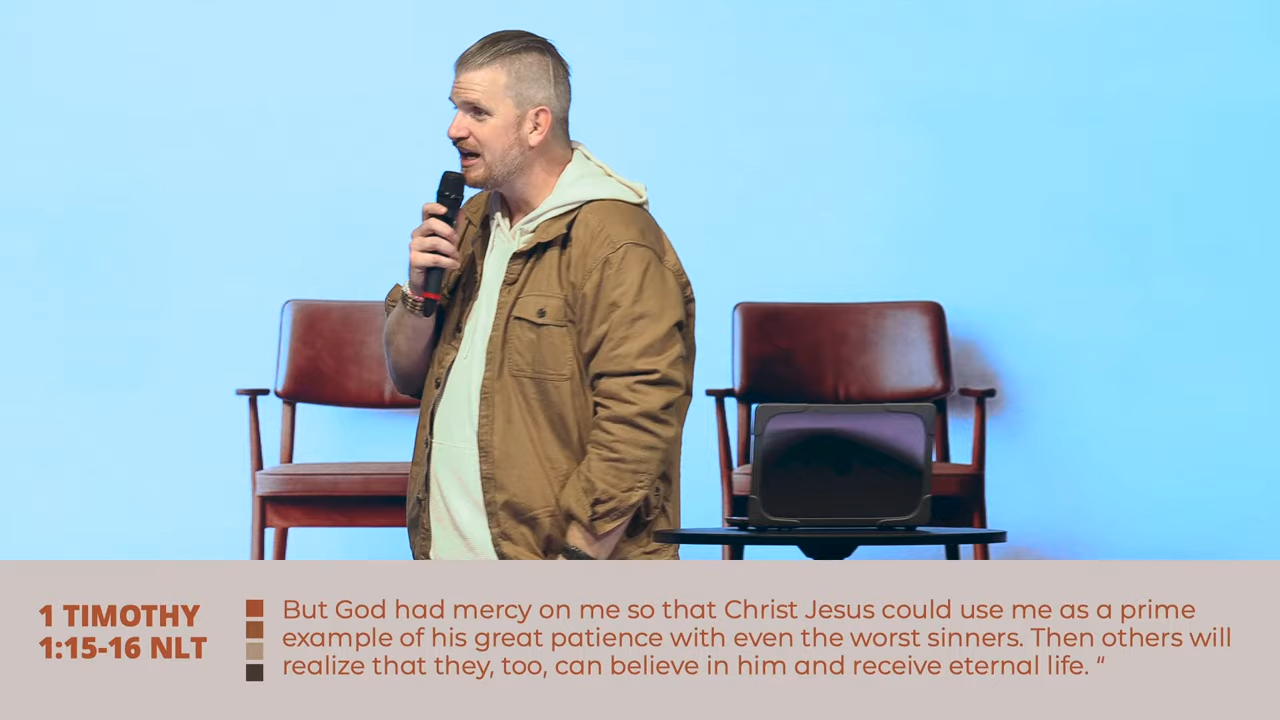 1 TIMOTHY
1:15-16 NLT
But God had mercy on me so that Christ Jesus could use me as a prime
example of his great patience with even the worst sinners. Then others will
realize that they, too, can believe in him and receive eternal life. “